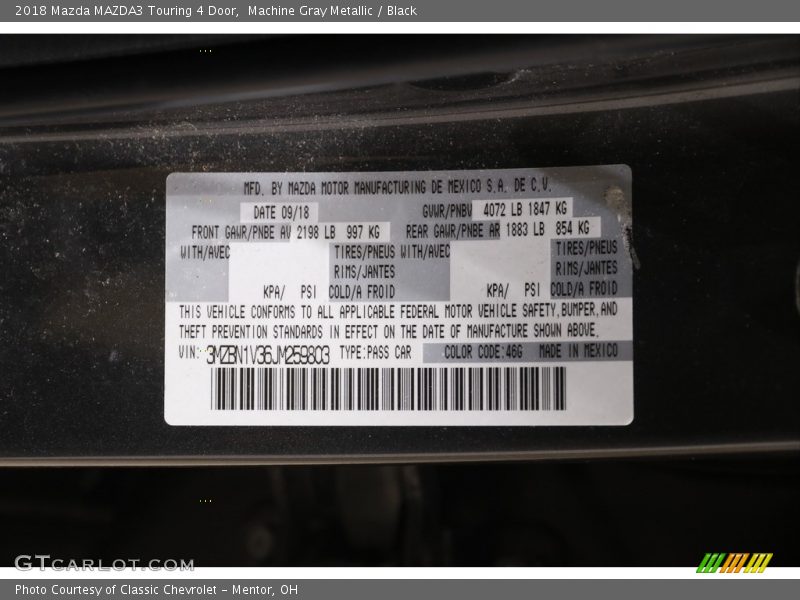 2018 Mazda MAZDA3 Touring 4 Door,  Machine Gray Metallic / Black
MFD. BY MAZDA MOTOR MANUFACTURING DE MEXICO S.A. DE C.V.
DATE 09/18 GVWR/PNBV 4072 LB 1847 KG
FRONT GAWR/PNBE AV 2198 LB 997 KG REAR GAWR/PNBE AR 1883 LB 854 KG
WITH/AVEC TIRES/PNEUS WITH/AVEC TIRES/PNEUS
RIMS/JANTES RIMS/JANTES
KPA/ PSI COLD/A FROID KPA/ PSI COLD/A FROID
THIS VEHICLE CONFORMS TO ALL APPLICABLE FEDERAL MOTOR VEHICLE SAFETY, BUMPER, AND
THEFT PREVENTION STANDARDS IN EFFECT ON THE DATE OF MANUFACTURE SHOWN ABOVE.
VIN: 3MZBN1V36JM259803 TYPE:PASS CAR COLOR CODE:46G MADE IN MEXICO
GTCARLOT.COM
Photo Courtesy of Classic Chevrolet - Mentor, OH